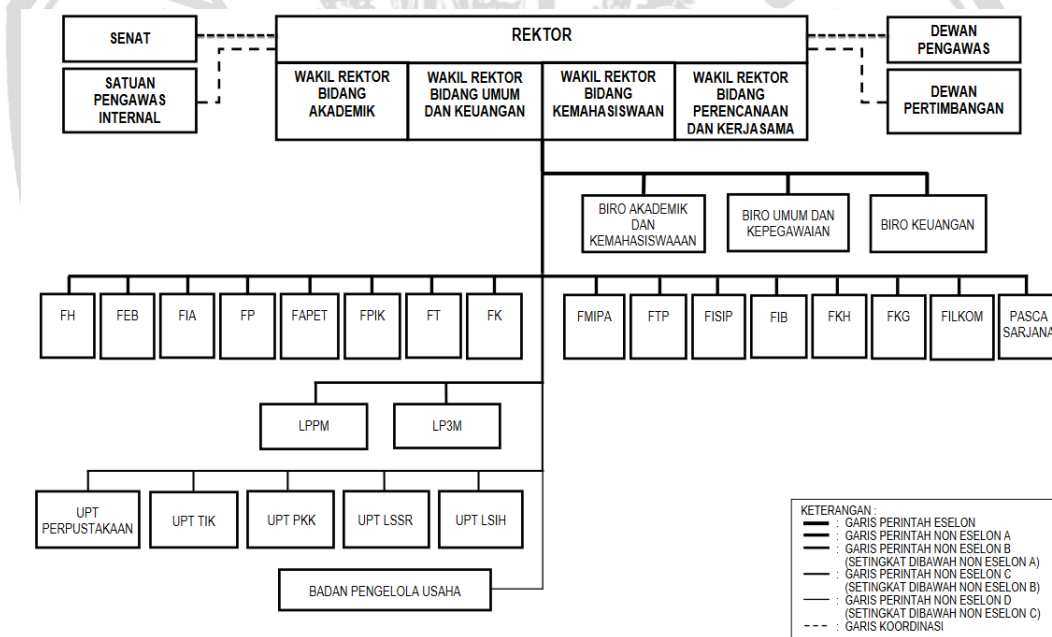 SENAT
REKTOR
DEWAN
PENGAWAS
SATUAN
PENGAWAS
INTERNAL
WAKIL REKTOR
BIDANG
AKADEMIK
WAKIL REKTOR
BIDANG UMUM
DAN KEUANGAN
WAKIL REKTOR
BIDANG
KEMAHASISWAAN
WAKIL REKTOR
BIDANG
PERENCANAAN
DAN KERJASAMA
DEWAN
PERTIMBANGAN
BIRO AKADEMIK
DAN
KEMAHASISWAAAN
BIRO UMUM DAN
KEPEGAWAIAN
BIRO KEUANGAN
FH
FEB
FIA
FP
FAPET
FPIK
FT
FK
FMIPA
FTP
FISIP
FIB
FKH
FKG
FILKOM
PASCA
SARJANA
LPPM
LP3M
UPT
PERPUSTAKAAN
UPT TIK
UPT PKK
UPT LSSR
UPT LSIH
BADAN PENGELOLA USAHA
KETERANGAN :
: GARIS PERINTAH ESELON
: GARIS PERINTAH NON ESELON A
: GARIS PERINTAH NON ESELON B
(SETINGKAT DIBAWAH NON ESELON A)
: GARIS PERINTAH NON ESELON C
(SETINGKAT DIBAWAH NON ESELON B)
: GARIS PERINTAH NON ESELON D
(SETINGKAT DIBAWAH NON ESELON C)
: GARIS KOORDINASI